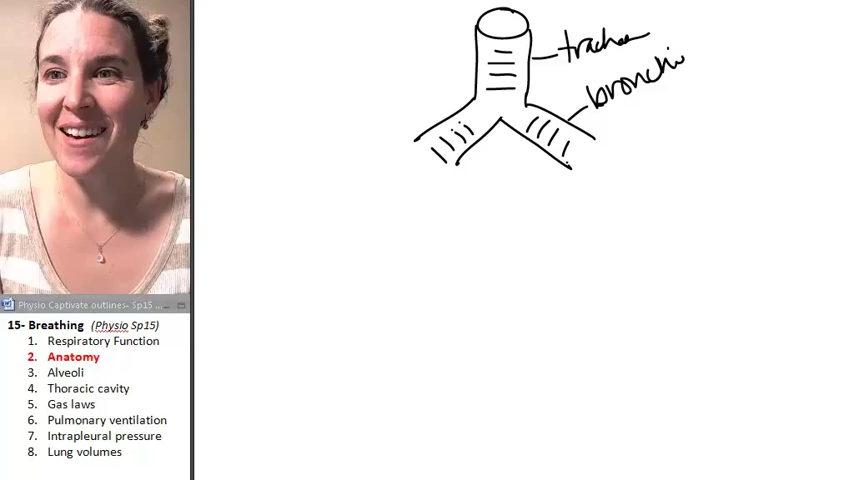 trachea
bronchi
Physio Captivate outlines- Sp15 ...
15- Breathing (Physio Sp15)
1. Respiratory Function
2. Anatomy
3. Alveoli
4. Thoracic cavity
5. Gas laws
6. Pulmonary ventilation
7. Intrapleural pressure
8. Lung volumes